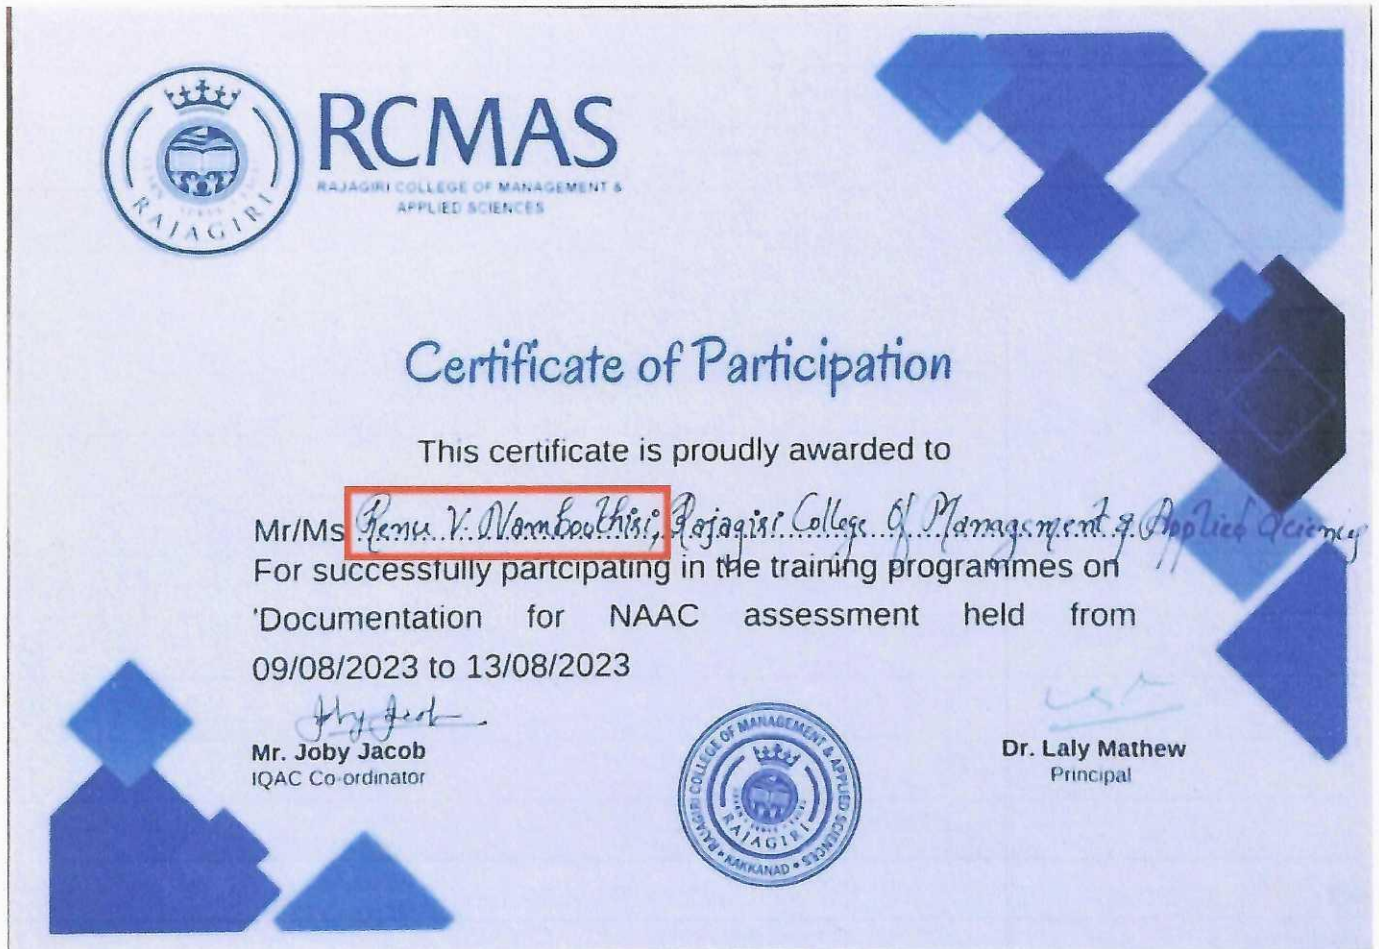 RCMAS
RAJAGIRI COLLEGE OF MANAGEMENT &
APPLIED SCIENCES
RAJAGIRI
Certificate of Participation
This certificate is proudly awarded to
Mr/Ms Renu V. Namboothiri, Rajagiri College Of Management & Applied Sciences
For successfully partcipating in the training programmes on
'Documentation for NAAC assessment held from
09/08/2023 to 13/08/2023
Joby Jacob
Mr. Joby Jacob
IQAC Co-ordinator
Dr. Laly Mathew
Principal
RAJAGIRI COLLEGE OF MANAGEMENT & APPLIED SCIENCES
KAKKANAD
RAJAGIRI